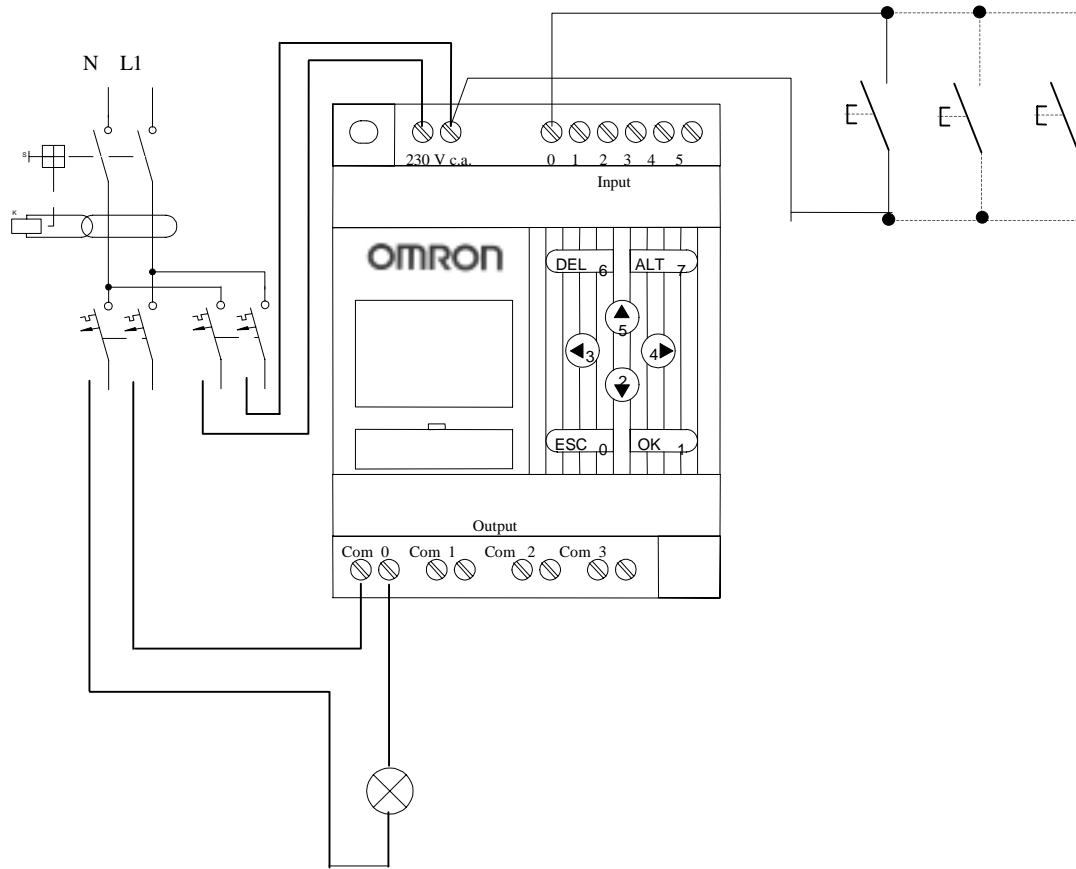 N L1
S
K
230 V c.a.
0 1 2 3 4 5
Input
OMRON
DEL 6 ALT 7
5
3 4
2
ESC 0 OK 1
Output
Com 0 Com 1 Com 2 Com 3